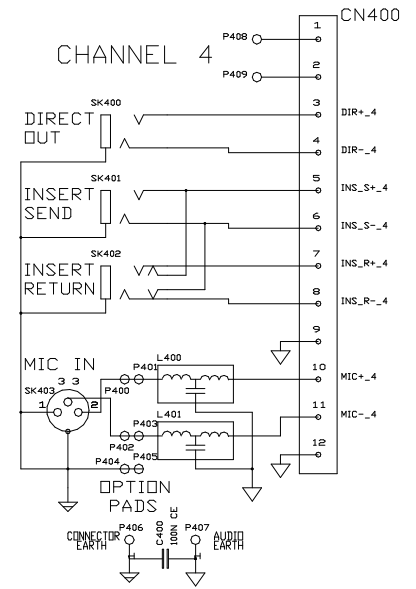 CN400
P408
1
CHANNEL 4
P409
2
SK400
3
DIR+_4
DIRECT
OUT
4
DIR-_4
SK401
5
INS_S+_4
INSERT
SEND
6
INS_S-_4
SK402
7
INS_R+_4
INSERT
RETURN
8
INS_R-_4
9
MIC IN
L400
P401
10
MIC+_4
3 3
SK403
P400
1
2
L401
11
MIC-_4
P403
P402
P404
P405
12
OPTION
PADS
C400
100N CE
P406
P407
CONNECTOR
EARTH
AUDIO
EARTH